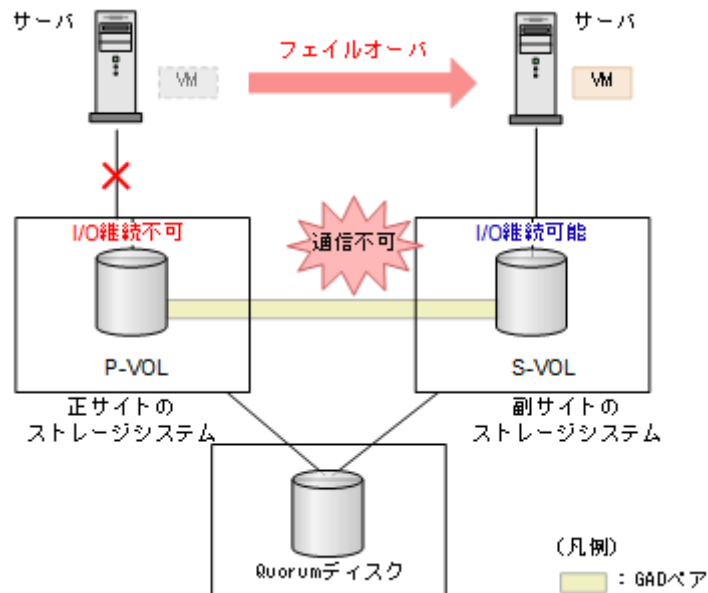 サーバ
サーバ
フェイルオーバ
VM
VM
I/O継続不可
通信不可
I/O継続可能
P-VOL
S-VOL
正サイトの
ストレージシステム
副サイトの
ストレージシステム
Quorumディスク
(凡例)
: GADペア